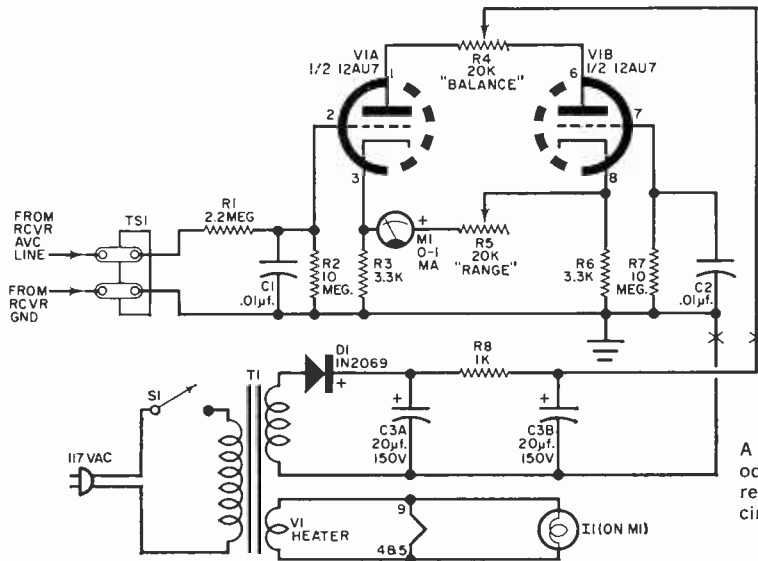 V1A
1/2 12AU7
1
R4
20K
"BALANCE"
V1B
1/2 12AU7
6
2
7
3
8
FROM
RCVR
AVC
LINE
TS1
R1
2.2MEG
FROM
RCVR
GND
C1
.01µf.
R2
10
MEG.
R3
3.3K
+
M1
0-1
MA
R5
20K
"RANGE"
R6
3.3K
R7
10
MEG.
C2
.01µf.
D1
1N2069
+
R8
1K
S1
T1
+
C3A
20µf.
150V
+
C3B
20µf.
150V
117 VAC
V1
HEATER
9
4&5
I1(ON M1)
A
od
re
cir